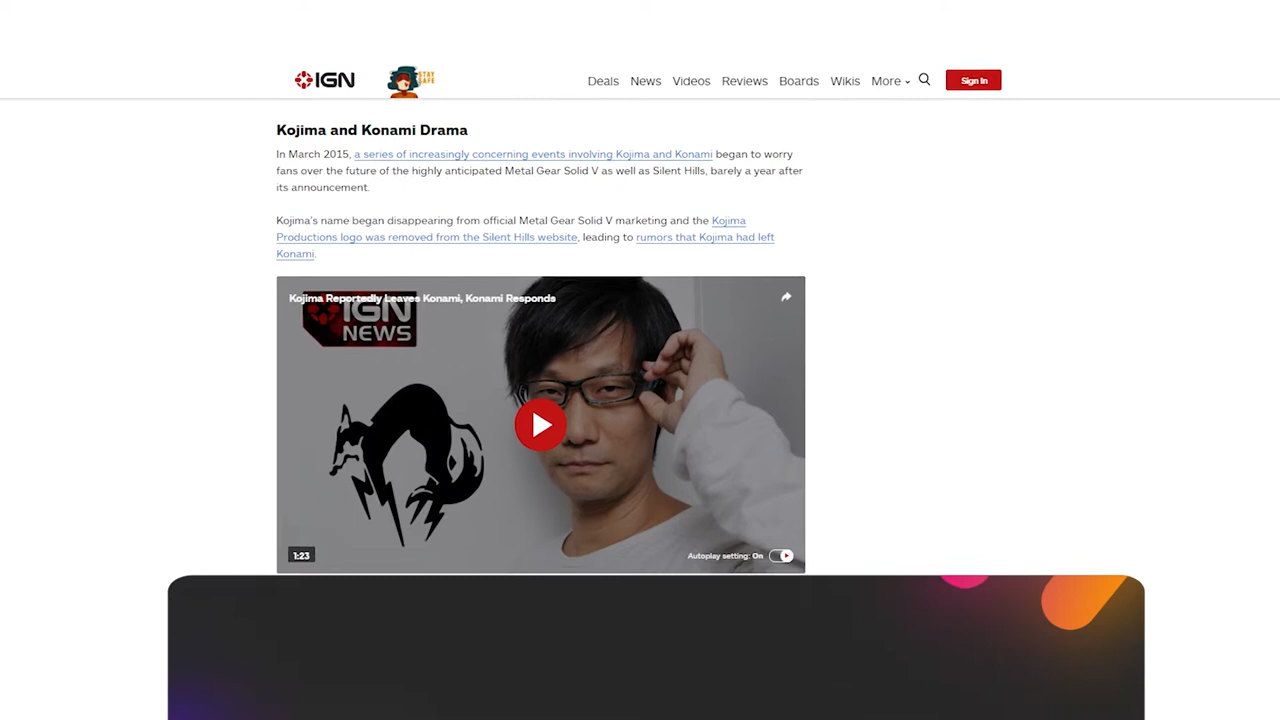 IGN
STAY
SAFE
Deals News Videos Reviews Boards Wikis More Sign In
Kojima and Konami Drama
In March 2015, a series of increasingly concerning events involving Kojima and Konami began to worry
fans over the future of the highly anticipated Metal Gear Solid V as well as Silent Hills, barely a year after
its announcement.
Kojima's name began disappearing from official Metal Gear Solid V marketing and the Kojima
Productions logo was removed from the Silent Hills website, leading to rumors that Kojima had left
Konami.
Kojima Reportedly Leaves Konami, Konami Responds
IGN
NEWS
1:23
Autoplay setting: On